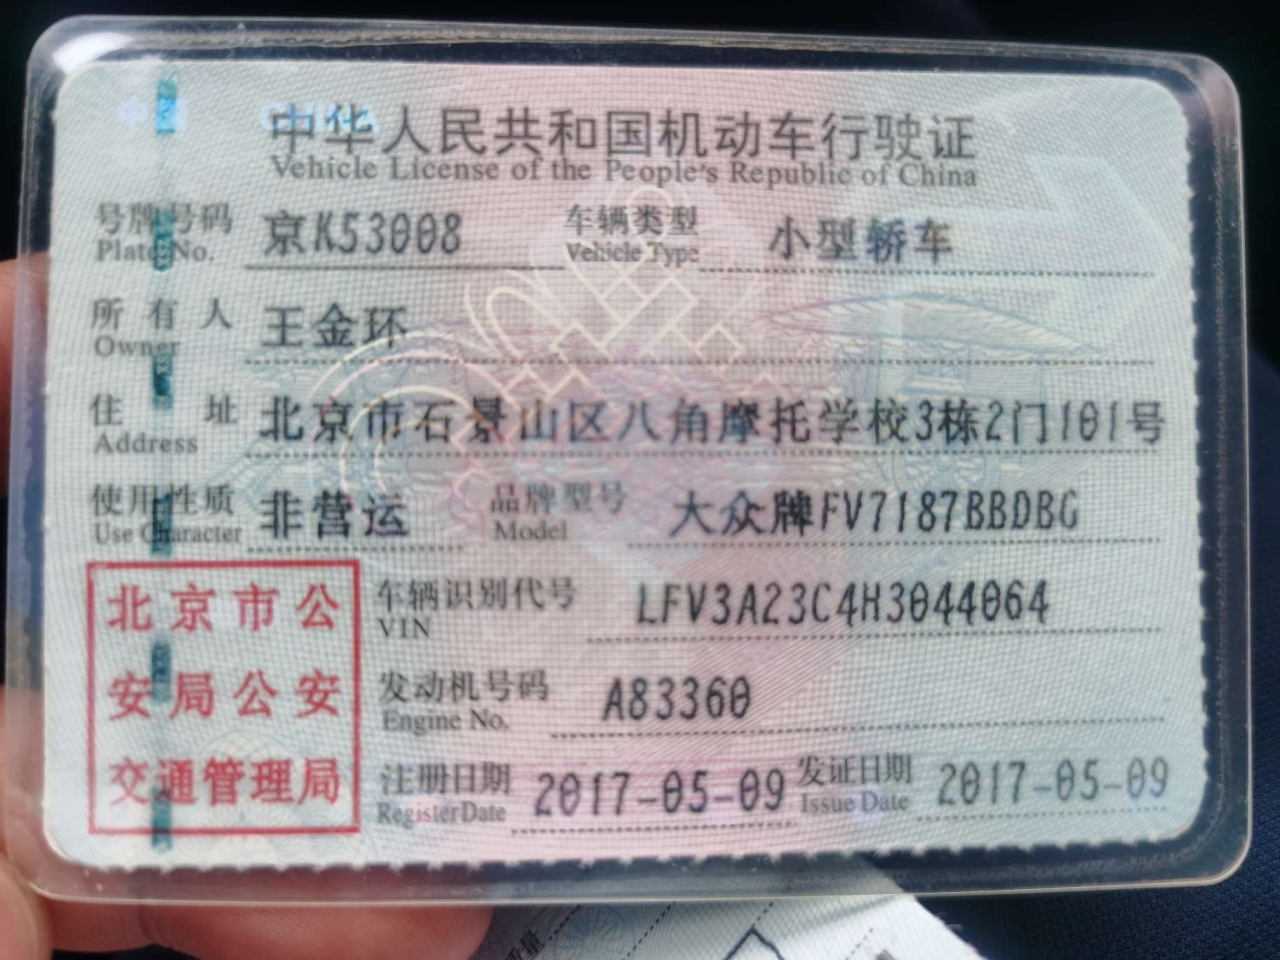 中华人民共和国机动车行驶证
Vehicle License of the People's Republic of China
号牌号码 京K53008 车辆类型 小型轿车
Plate No. Vehicle Type
所有人 王金环
Owner
住址 北京市石景山区八角摩托学校3栋2门101号
Address
使用性质 非营运 品牌型号 大众牌FV7187BBDBG
Use Character Model
车辆识别代号 LFV3A23C4H3044064
VIN
发动机号码 A83360
Engine No.
注册日期 2017-05-09 发证日期 2017-05-09
Register Date Issue Date
北京市公
安局公安
交通管理局
质量